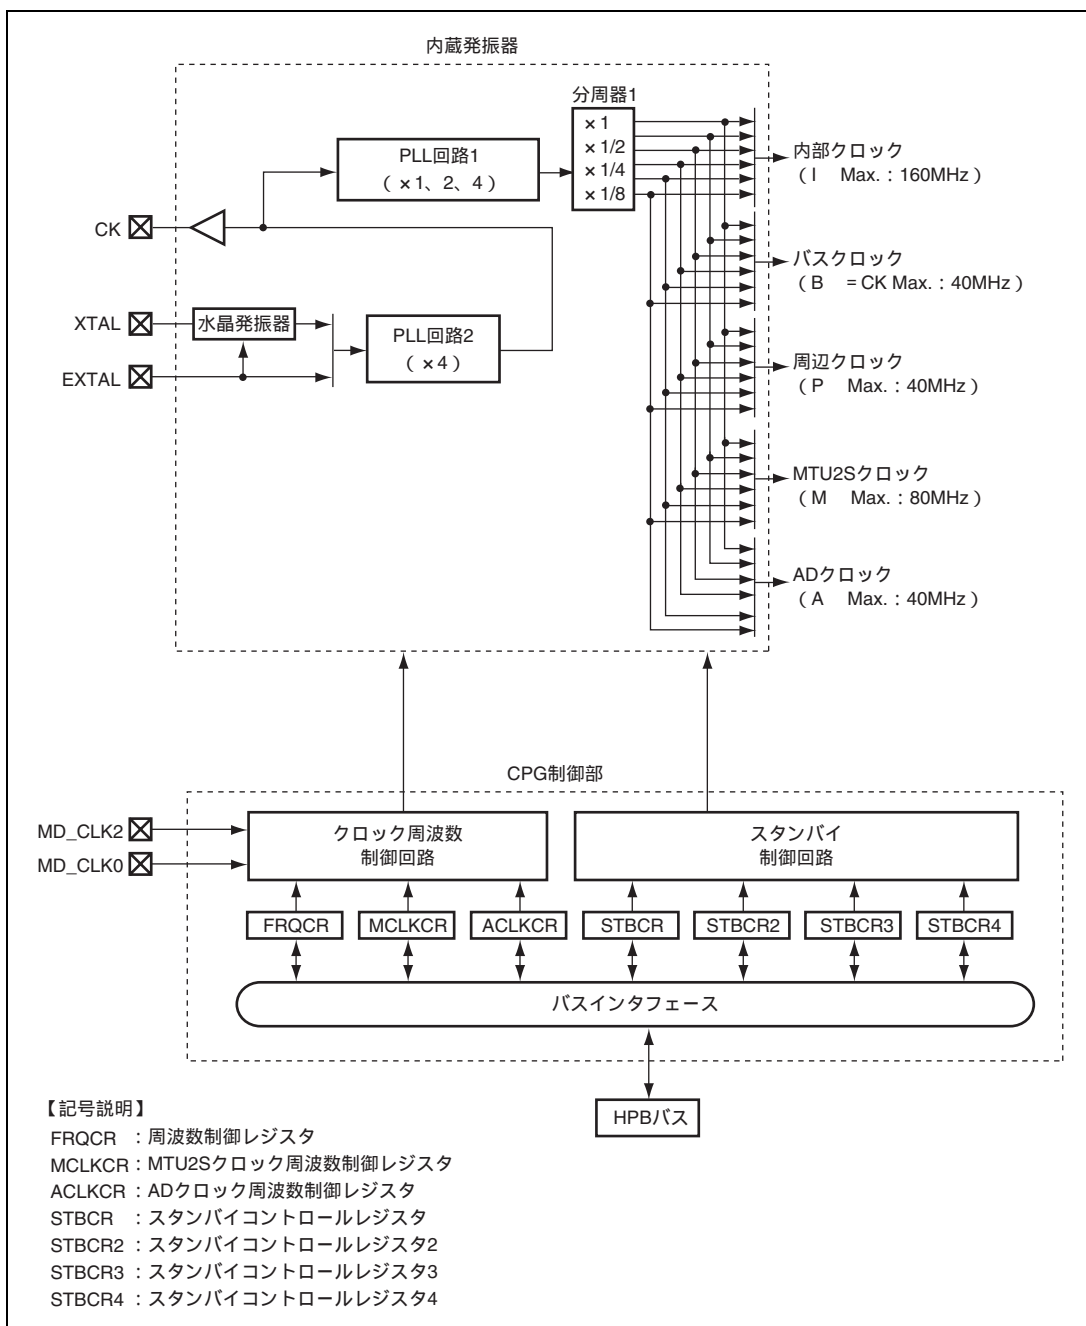 内蔵発振器
分周器1
×1
×1/2
×1/4
×1/8
PLL回路1
(×1、2、4)
内部クロック
(I Max.:160MHz)
CK
バスクロック
(B =CK Max.:40MHz)
XTAL
水晶発振器
PLL回路2
(×4)
EXTAL
周辺クロック
(P Max.:40MHz)
MTU2Sクロック
(M Max.:80MHz)
ADクロック
(A Max.:40MHz)
CPG制御部
MD_CLK2
MD_CLK0
クロック周波数
制御回路
スタンバイ
制御回路
FRQCR
MCLKCR
ACLKCR
STBCR
STBCR2
STBCR3
STBCR4
バスインタフェース
HPBバス
【記号説明】
FRQCR :周波数制御レジスタ
MCLKCR :MTU2Sクロック周波数制御レジスタ
ACLKCR :ADクロック周波数制御レジスタ
STBCR :スタンバイコントロールレジスタ
STBCR2 :スタンバイコントロールレジスタ2
STBCR3 :スタンバイコントロールレジスタ3
STBCR4 :スタンバイコントロールレジスタ4